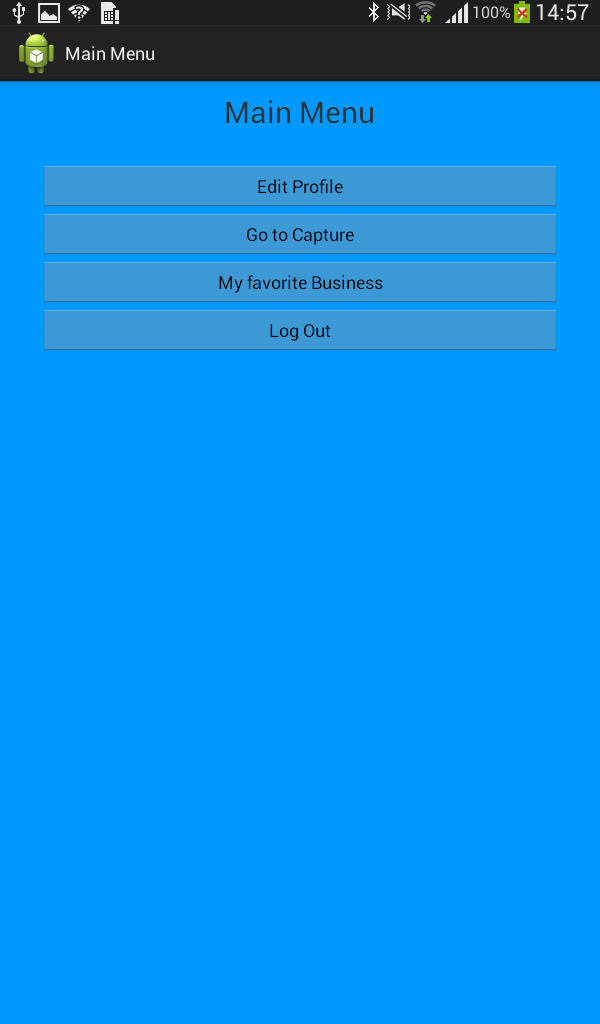 100% 14:57
Main Menu
Main Menu
Edit Profile
Go to Capture
My favorite Business
Log Out